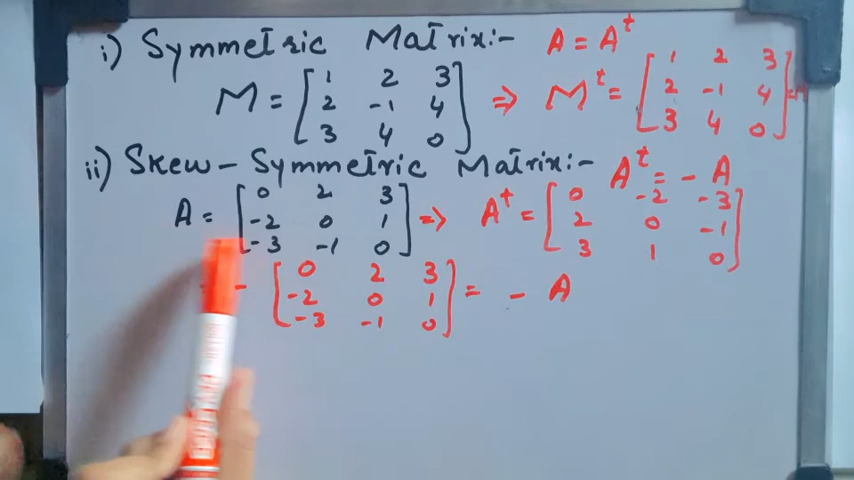 i) Symmetric Matrix:- A = A^t
M = [1 2 3
2 -1 4
3 4 0] ⇒ M^t = [1 2 3
2 -1 4
3 4 0] =
ii) Skew - Symmetric Matrix:- A^t = - A
A = [0 2 3
-2 0 1
-3 -1 0] ⇒ A^t = [0 -2 -3
2 0 -1
3 1 0]
- [0 2 3
-2 0 1
-3 -1 0] = - A